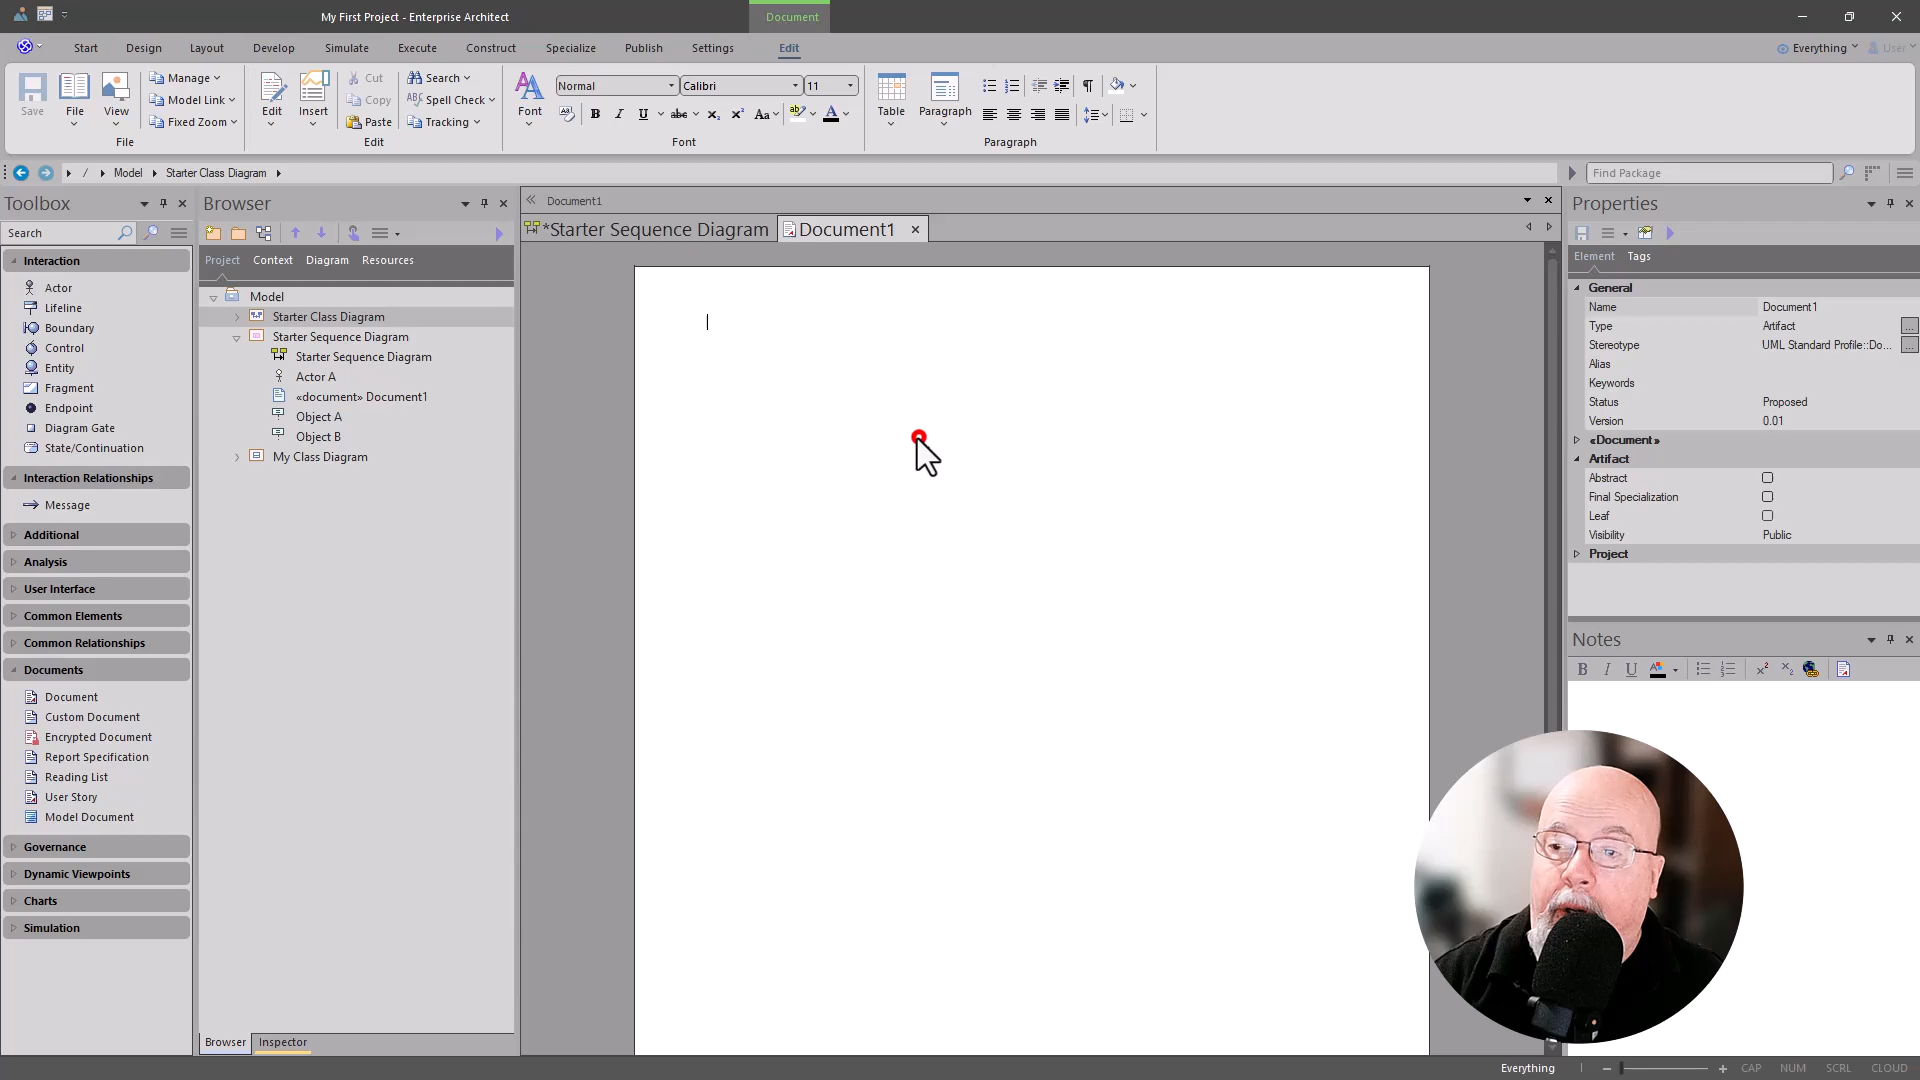 My First Project - Enterprise Architect
Document
Start Design Layout Develop Simulate Execute Construct Specialize Publish Settings Edit
Everything User
Save
File
View
Manage
Model Link
Fixed Zoom
File
Edit
Insert
Cut
Copy
Paste
Search
Spell Check
Tracking
Edit
Font
Normal Calibri 11
B I U abc X₂ X² Aa ab A
Font
Table
Paragraph
Paragraph
/ Model Starter Class Diagram
Find Package
Toolbox
Search
Interaction
Actor
Lifeline
Boundary
Control
Entity
Fragment
Endpoint
Diagram Gate
State/Continuation
Interaction Relationships
Message
Additional
Analysis
User Interface
Common Elements
Common Relationships
Documents
Document
Custom Document
Encrypted Document
Report Specification
Reading List
User Story
Model Document
Governance
Dynamic Viewpoints
Charts
Simulation
Browser
Project Context Diagram Resources
Model
Starter Class Diagram
Starter Sequence Diagram
Starter Sequence Diagram
Actor A
«document» Document1
Object A
Object B
My Class Diagram
Browser Inspector
Document1
*Starter Sequence Diagram Document1
Properties
Element Tags
General
Name Document1
Type Artifact ...
Stereotype UML Standard Profile::Do... ...
Alias
Keywords
Status Proposed
Version 0.01
«Document»
Artifact
Abstract
Final Specialization
Leaf
Visibility Public
Project
Notes
B I U A x² x₂
Everything CAP NUM SCRL CLOUD